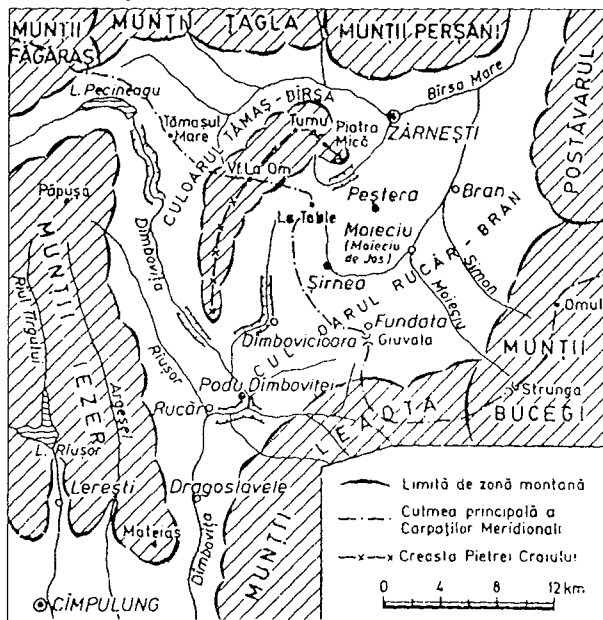 MUNȚII
FĂGĂRAȘ
MUNȚII TAGLA
MUNȚII PERȘANI
L. Pecineagu
Tămașul
Mare
CULOARUL TĂMAȘ-BÎRSA
Turnu
Piatra
Mică
Bîrsa Mare
ZĂRNEȘTI
POSTĂVARUL
Vf. La Om
Păpușa
La Table
Peștera
Bran
MUNȚII IEZER
Rîul Tîrgului
Dîmbovița
Moieciu
(Moieciu
de Jos)
Șirnea
Simon
Moieciu
Omul
CULOARUL RUCĂR-BRAN
Dîmbovicioara
Fundata
Giuvala
MUNȚII
BUCEGI
Rîușor
Argeșel
Podu Dîmboviței
Rucăr
Strunga
LEAOTA
MUNȚII
L. Rîușor
Lerești
Dragoslavele
Mateiaș
Dîmbovița
CÎMPULUNG
Limită de zonă montană
Culmea principală a
Carpaților Meridionali
Creasta Pietrei Craiului
0 4 8 12 km